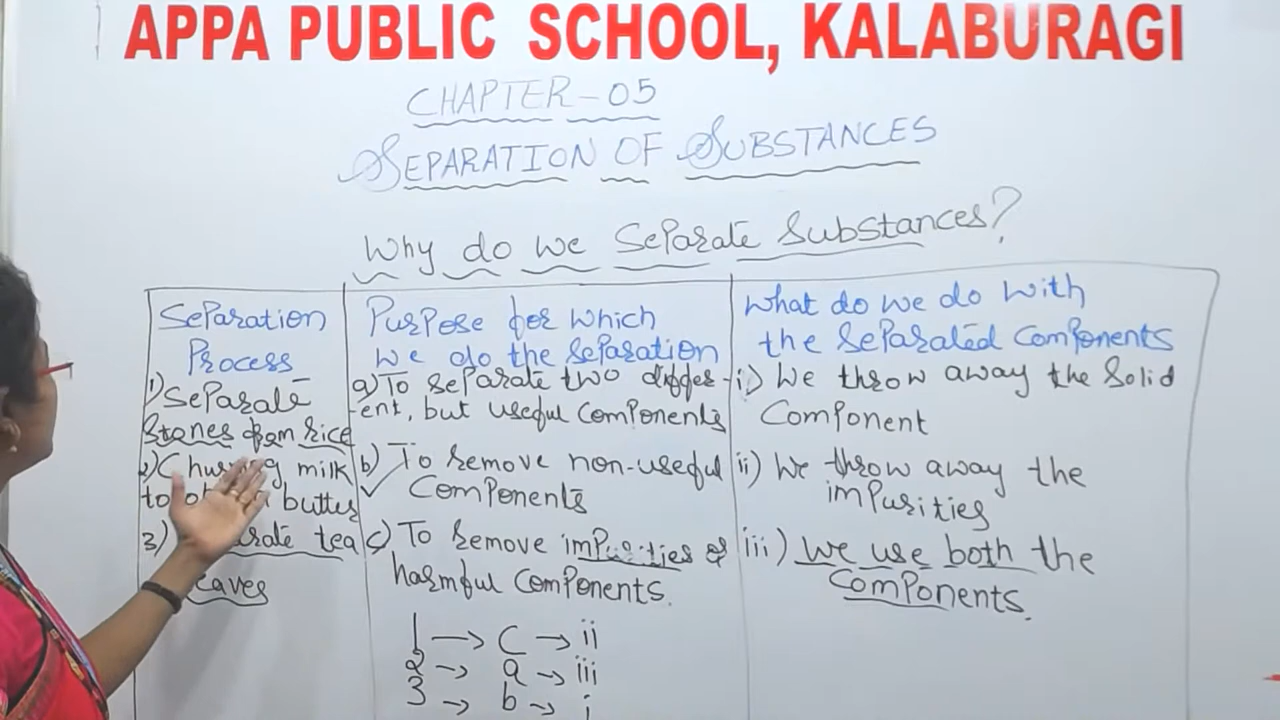 APPA PUBLIC SCHOOL, KALABURAGI
CHAPTER-05
SEPARATION OF SUBSTANCES
Why do we Separate Substances?
Separation
Process
1) Separate
Stones from rice
2) Churning milk
to butter
3) tea
leaves
Purpose for which
we do the separation
a) To separate two differ-
ent, but useful components
b) To remove non-useful
components
c) To remove impurities or
harmful components.
What do we do with
the separated components
i) We throw away the solid
component
ii) We throw away the
impurities
iii) We use both the
components.
1 → C → ii
2 → a → iii
3 → b → i